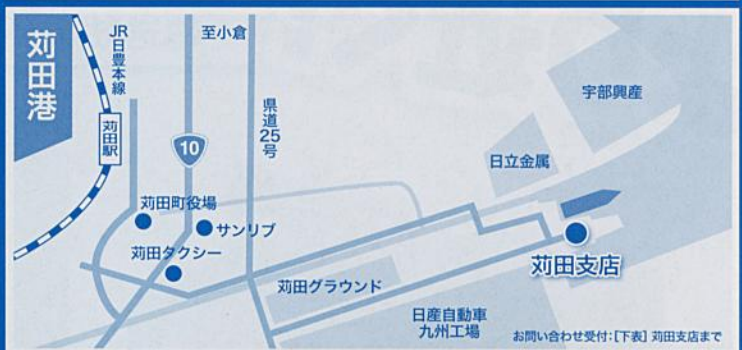 苅田港
JR日豊本線
至小倉
苅田駅
10
県道25号
宇部興産
日立金属
苅田町役場
サンリブ
苅田タクシー
苅田支店
苅田グラウンド
日産自動車
九州工場
お問い合わせ受付:[下表] 苅田支店まで